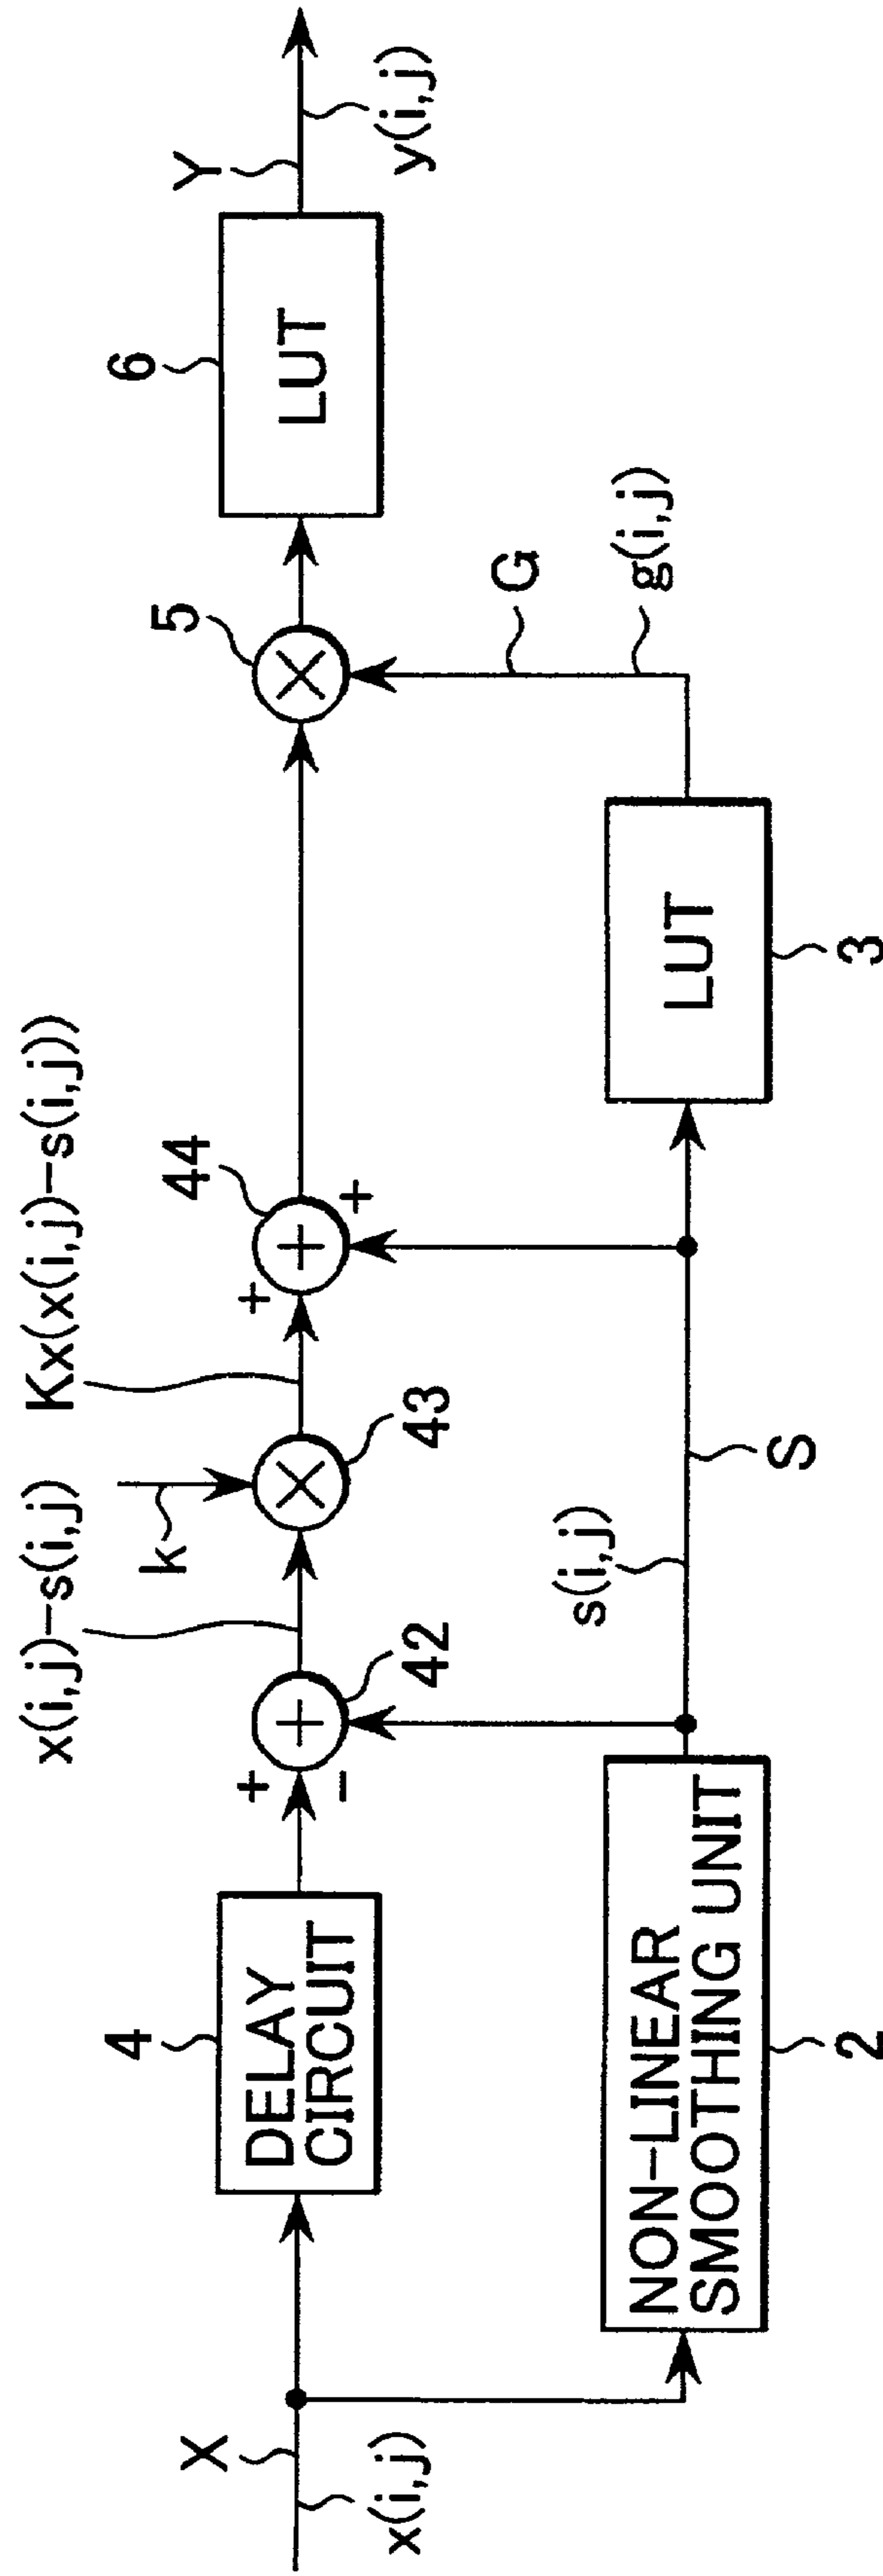 X
x(i,j)
4
DELAY
CIRCUIT
NON-LINEAR
SMOOTHING UNIT
2
+
−
+
42
x(i,j)−s(i,j)
k
×
43
Kx(x(i,j)−s(i,j))
+
+
+
44
s(i,j)
S
LUT
3
G
g(i,j)
×
5
LUT
6
Y
y(i,j)